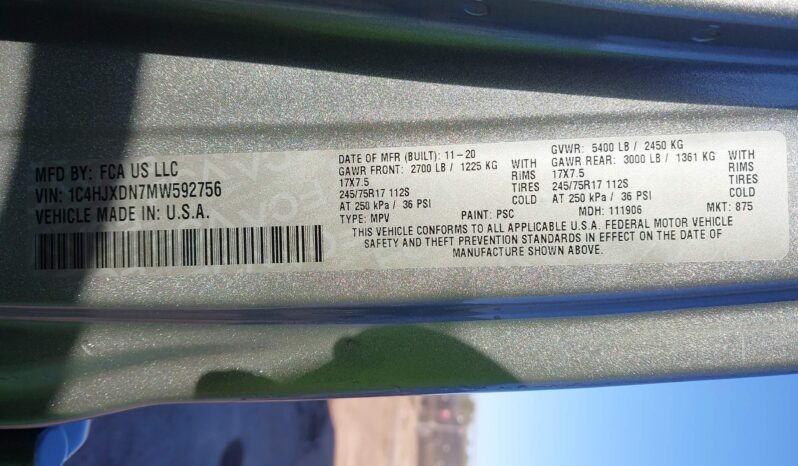 MFD BY: FCA US LLC
VIN: 1C4HJXDN7MW592756
VEHICLE MADE IN U.S.A.
DATE OF MFR (BUILT): 11-20 GVWR: 5400 LB / 2450 KG
GAWR FRONT: 2700 LB / 1225 KG WITH GAWR REAR: 3000 LB / 1361 KG WITH
17X7.5 RIMS 17X7.5 RIMS
245/75R17 112S TIRES 245/75R17 112S TIRES
AT 250 kPa / 36 PSI COLD AT 250 kPa / 36 PSI COLD
TYPE: MPV PAINT: PSC MDH: 111906 MKT: 875
THIS VEHICLE CONFORMS TO ALL APPLICABLE U.S.A. FEDERAL MOTOR VEHICLE
SAFETY AND THEFT PREVENTION STANDARDS IN EFFECT ON THE DATE OF
MANUFACTURE SHOWN ABOVE.